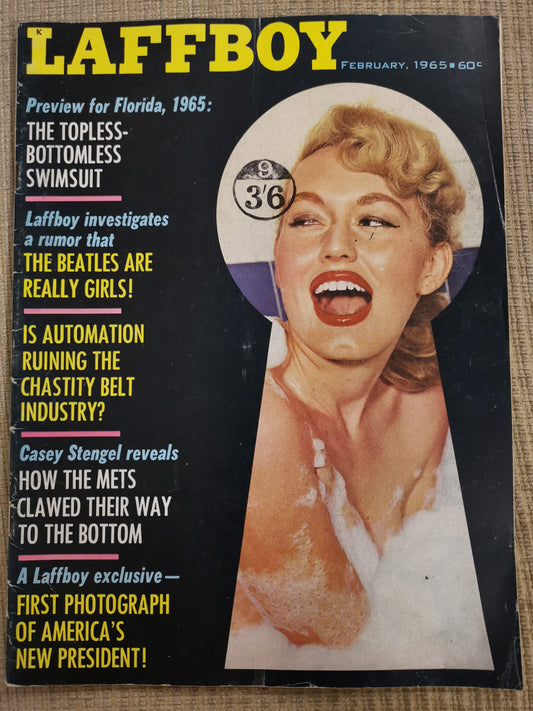 K
LAFFBOY
FEBRUARY, 1965■60c
Preview for Florida, 1965:
THE TOPLESS-
BOTTOMLESS
SWIMSUIT
Laffboy investigates
a rumor that
THE BEATLES ARE
REALLY GIRLS!
IS AUTOMATION
RUINING THE
CHASTITY BELT
INDUSTRY?
Casey Stengel reveals
HOW THE METS
CLAWED THEIR WAY
TO THE BOTTOM
A Laffboy exclusive—
FIRST PHOTOGRAPH
OF AMERICA'S
NEW PRESIDENT!
9
3'6